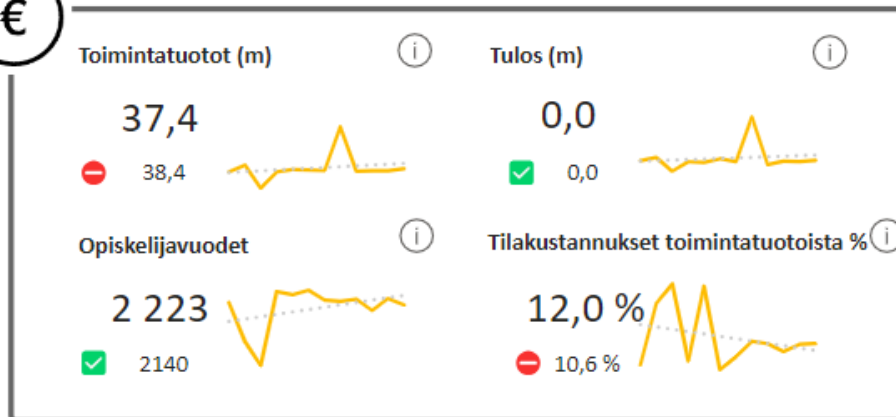 €
Toimintatuotot (m)
i
37,4
38,4
Tulos (m)
i
0,0
0,0
Opiskelijavuodet
i
2 223
2140
Tilakustannukset toimintatuotoista %
i
12,0 %
10,6 %